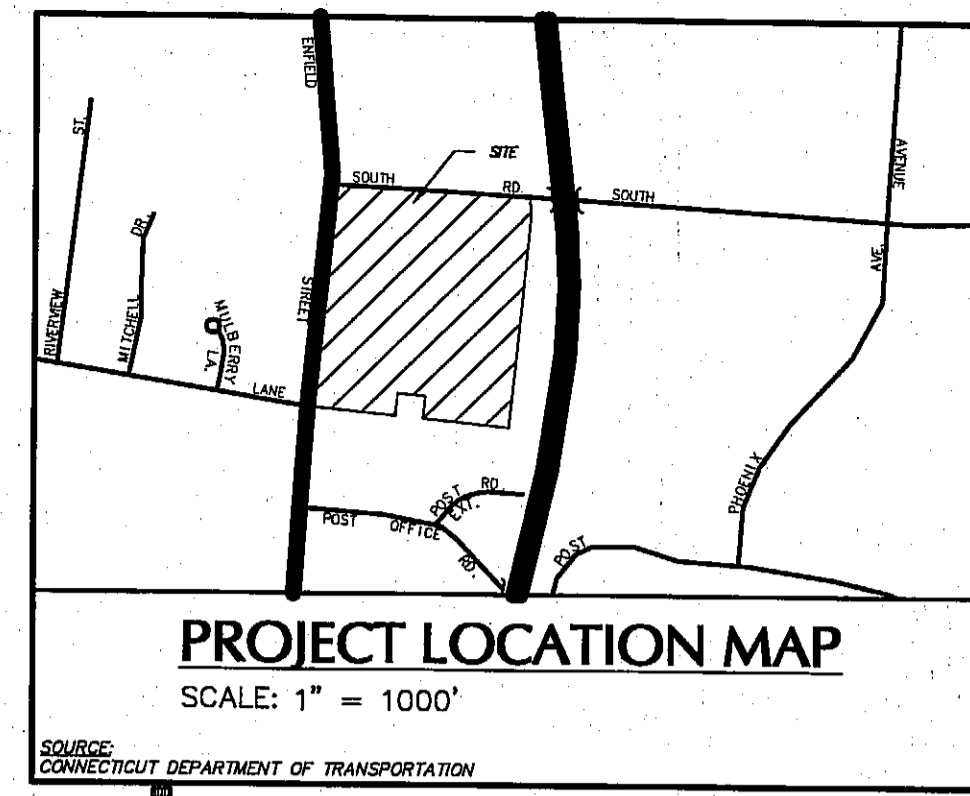 ENFIELD
STREET
ST.
RIVERVIEW
DR.
MITCHELL
MULBERRY
LA.
LANE
SITE
SOUTH RD.
SOUTH
AVENUE
AVE.
PHOENIX
POST OFFICE RD.
POST RD.
EXT.
POST
PROJECT LOCATION MAP
SCALE: 1" = 1000'
SOURCE:
CONNECTICUT DEPARTMENT OF TRANSPORTATION